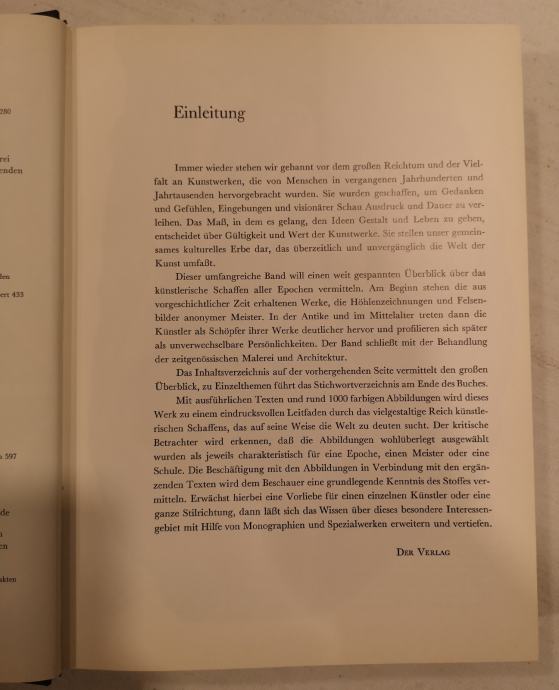 280
rei
enden
den
ert 433
597
de
n
en
akten
Einleitung
Immer wieder stehen wir gebannt vor dem großen Reichtum und der Viel-
falt an Kunstwerken, die von Menschen in vergangenen Jahrhunderten und
Jahrtausenden hervorgebracht wurden. Sie wurden geschaffen, um Gedanken
und Gefühlen, Eingebungen und visionärer Schau Ausdruck und Dauer zu ver-
leihen. Das Maß, in dem es gelang, den Ideen Gestalt und Leben zu geben,
entscheidet über Gültigkeit und Wert der Kunstwerke. Sie stellen unser gemein-
sames kulturelles Erbe dar, das überzeitlich und unvergänglich die Welt der
Kunst umfaßt.
Dieser umfangreiche Band will einen weit gespannten Überblick über das
künstlerische Schaffen aller Epochen vermitteln. Am Beginn stehen die aus
vorgeschichtlicher Zeit erhaltenen Werke, die Höhlenzeichnungen und Felsen-
bilder anonymer Meister. In der Antike und im Mittelalter treten dann die
Künstler als Schöpfer ihrer Werke deutlicher hervor und profilieren sich später
als unverwechselbare Persönlichkeiten. Der Band schließt mit der Behandlung
der zeitgenössischen Malerei und Architektur.
Das Inhaltsverzeichnis auf der vorhergehenden Seite vermittelt den großen
Überblick, zu Einzelthemen führt das Stichwortverzeichnis am Ende des Buches.
Mit ausführlichen Texten und rund 1000 farbigen Abbildungen wird dieses
Werk zu einem eindrucksvollen Leitfaden durch das vielgestaltige Reich künstle-
rischen Schaffens, das auf seine Weise die Welt zu deuten sucht. Der kritische
Betrachter wird erkennen, daß die Abbildungen wohlüberlegt ausgewählt
wurden als jeweils charakteristisch für eine Epoche, einen Meister oder eine
Schule. Die Beschäftigung mit den Abbildungen in Verbindung mit den ergän-
zenden Texten wird dem Beschauer eine grundlegende Kenntnis des Stoffes ver-
mitteln. Erwächst hierbei eine Vorliebe für einen einzelnen Künstler oder eine
ganze Stilrichtung, dann läßt sich das Wissen über dieses besondere Interessen-
gebiet mit Hilfe von Monographien und Spezialwerken erweitern und vertiefen.
DER VERLAG